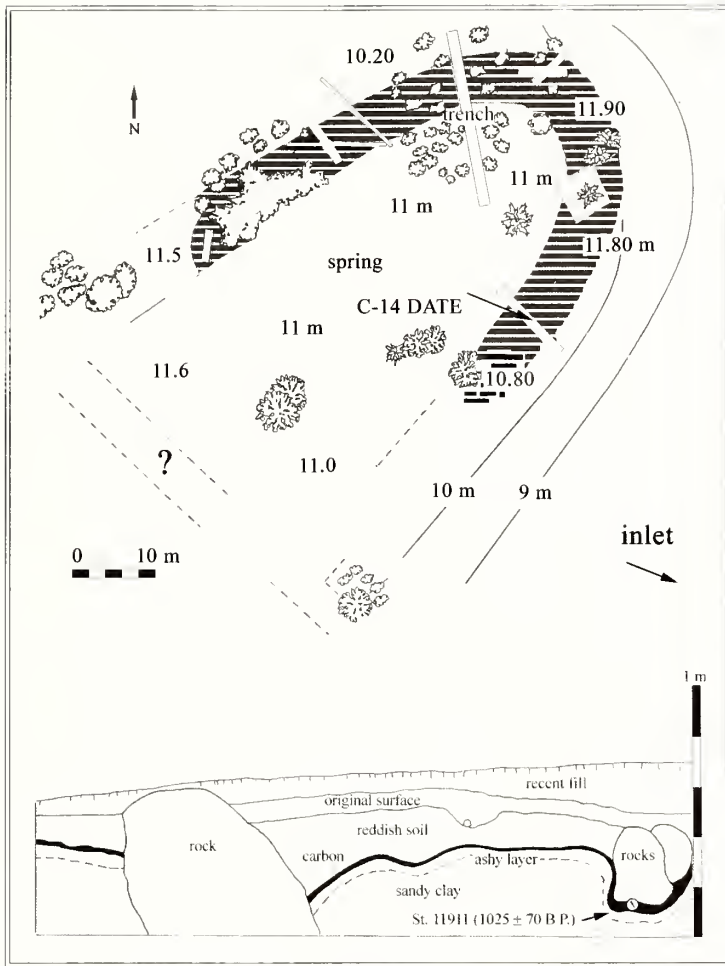 10.20
N
11.90
trench
11 m
11 m
11.80 m
11.5
spring
C-14 DATE
11 m
11.6
10.80
?
11.0
10 m
9 m
0 10 m
inlet
1 m
recent fill
original surface
reddish soil
rock
carbon
ashy layer
rocks
sandy clay
St. 11911 (1025 ± 70 B P.)